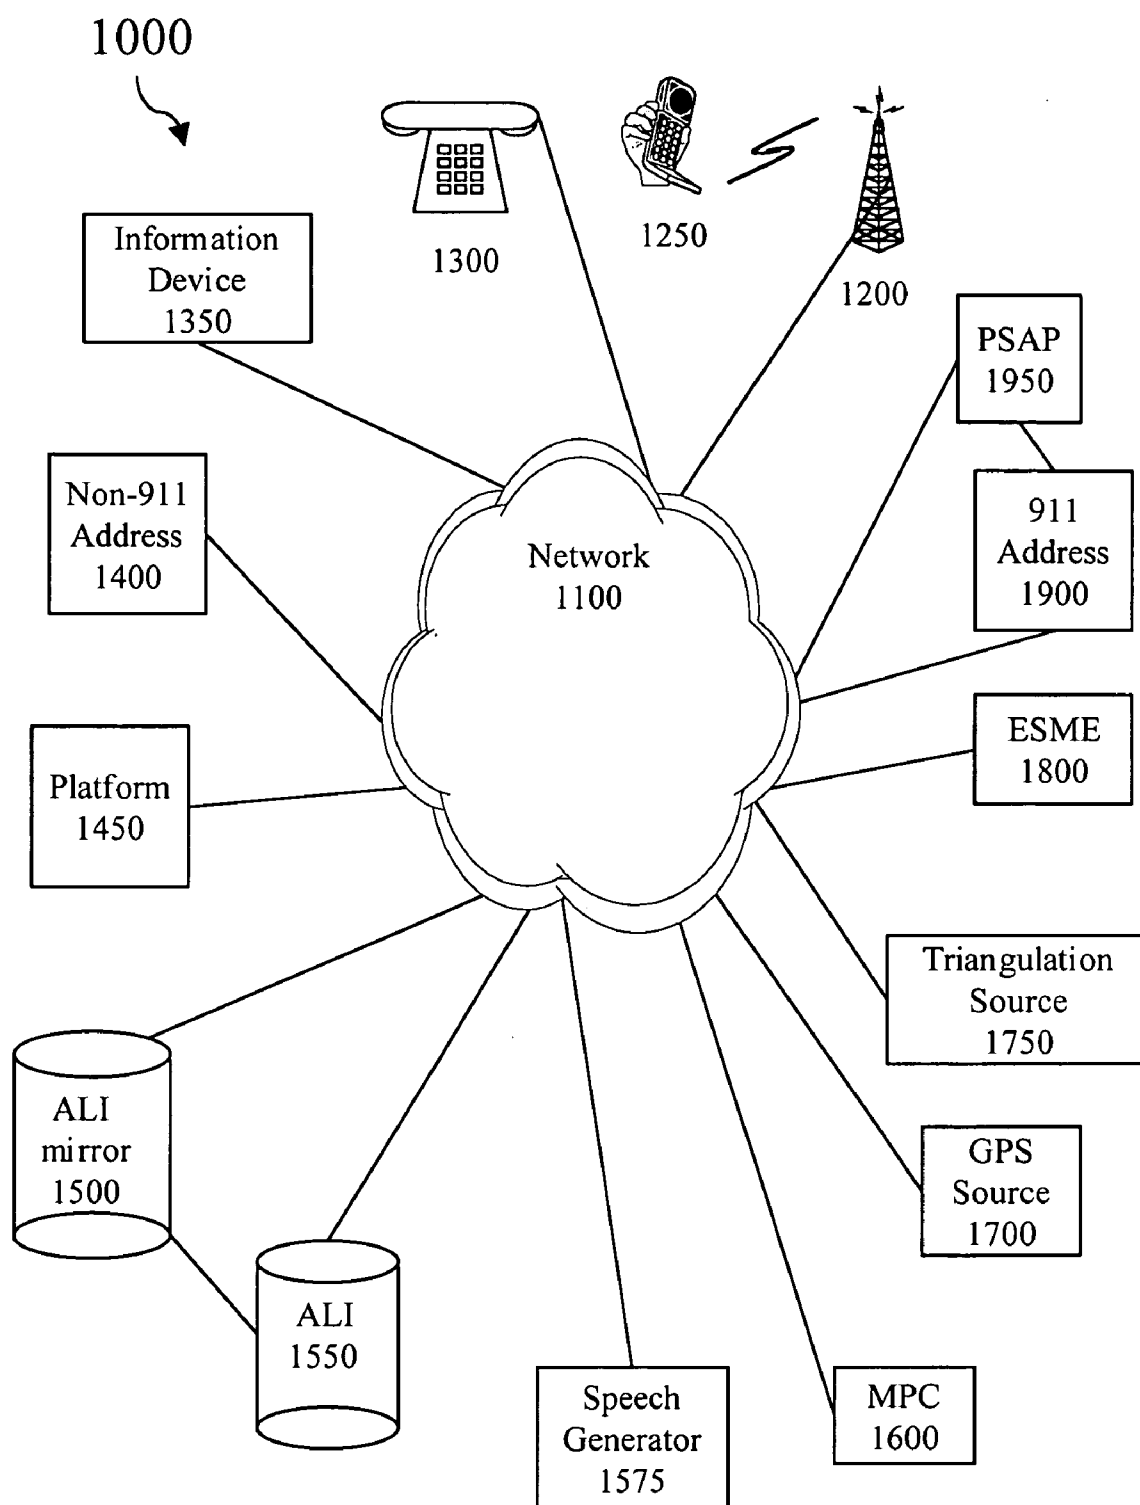 1000
1300
1250
1200
Information
Device
1350
PSAP
1950
Non-911
Address
1400
911
Address
1900
Network
1100
ESME
1800
Platform
1450
Triangulation
Source
1750
ALI
mirror
1500
GPS
Source
1700
ALI
1550
Speech
Generator
1575
MPC
1600